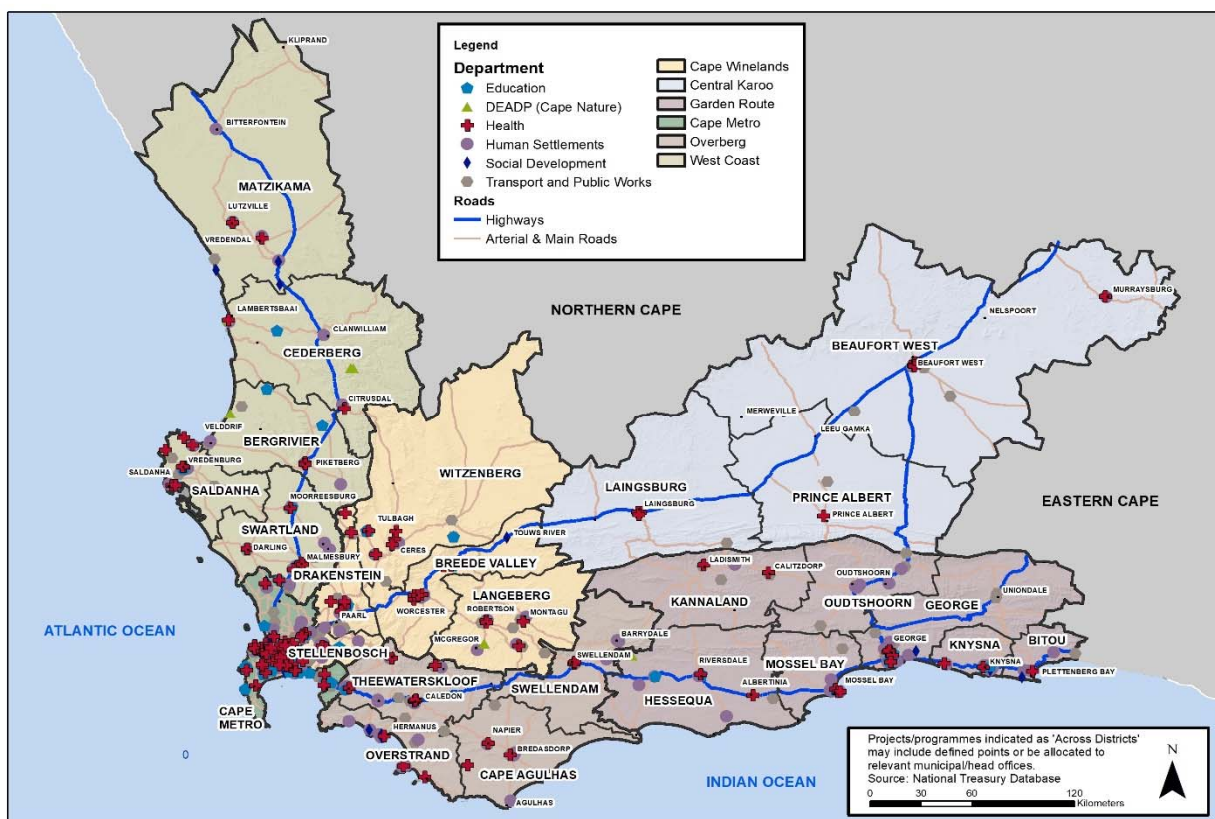 Legend
Department
Education
DEADP (Cape Nature)
Health
Human Settlements
Social Development
Transport and Public Works
Roads
Highways
Arterial & Main Roads
Cape Winelands
Central Karoo
Garden Route
Cape Metro
Overberg
West Coast
KLIPRAND
BITTERFONTEIN
MATZIKAMA
LUTZVILLE
VREDENDAL
NORTHERN CAPE
MURRAYSBURG
LAMBERTSBAAI
NELSPOORT
CLANWILLIAM
CEDERBERG
BEAUFORT WEST
BEAUFORT WEST
CITRUSDAL
MERWEVILLE
VELDDRIF
LEEU GAMKA
BERGRIVIER
PIKETBERG
WITZENBERG
VREDENBURG
SALDANHA
SALDANHA
MOORREESBURG
LAINGSBURG
LAINGSBURG
PRINCE ALBERT
PRINCE ALBERT
EASTERN CAPE
SWARTLAND
TULBAGH
TOUWS RIVER
DARLING
CERES
MALMESBURY
BREEDE VALLEY
DRAKENSTEIN
LADISMITH
CALITZDORP
OUDTSHOORN
LANGEBERG
KANNALAND
OUDTSHOORN
GEORGE
UNIONDALE
WORCESTER
ROBERTSON
MONTAGU
PAARL
ATLANTIC OCEAN
BARRYDALE
MCGREGOR
STELLENBOSCH
GEORGE
KNYSNA
BITOU
SWELLENDAM
MOSSEL BAY
KNYSNA
RIVERSDALE
PLETTENBERG BAY
THEEWATERSKLOOF
SWELLENDAM
ALBERTINIA
MOSSEL BAY
CALEDON
HESSEQUA
CAPE
METRO
HERMANUS
NAPIER
OVERSTRAND
BREDASDORP
CAPE AGULHAS
0
INDIAN OCEAN
AGULHAS
Projects/programmes indicated as 'Across Districts'
may include defined points or be allocated to
relevant municipal/head offices.
Source: National Treasury Database
N
0 30 60 120
Kilometers